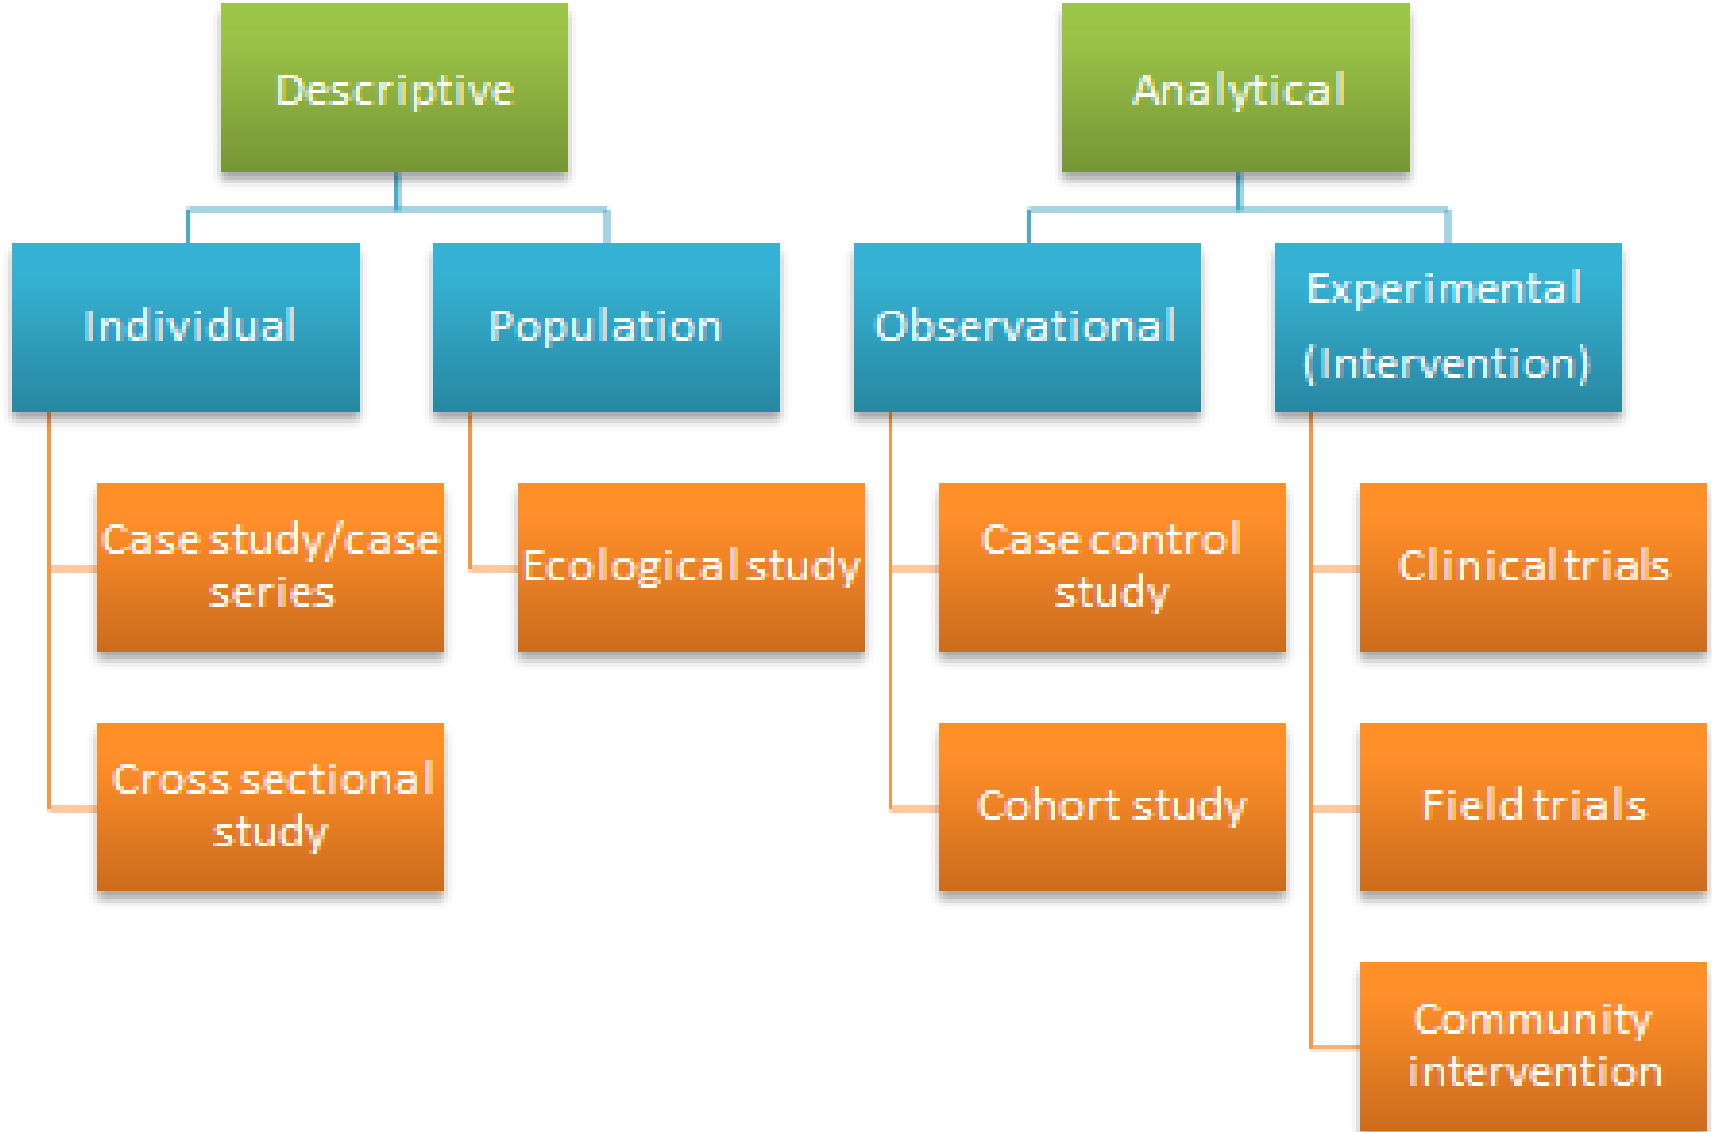 Descriptive
Analytical
Individual
Population
Observational
Experimental
(Intervention)
Case study/case
series
Ecological study
Case control
study
Clinical trials
Cross sectional
study
Cohort study
Field trials
Community
intervention